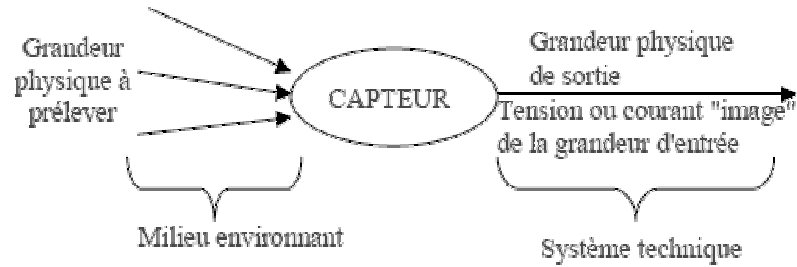 Grandeur
physique à
prélever
CAPTEUR
Grandeur physique
de sortie
Tension ou courant "image"
de la grandeur d'entrée
Milieu environnant
Système technique